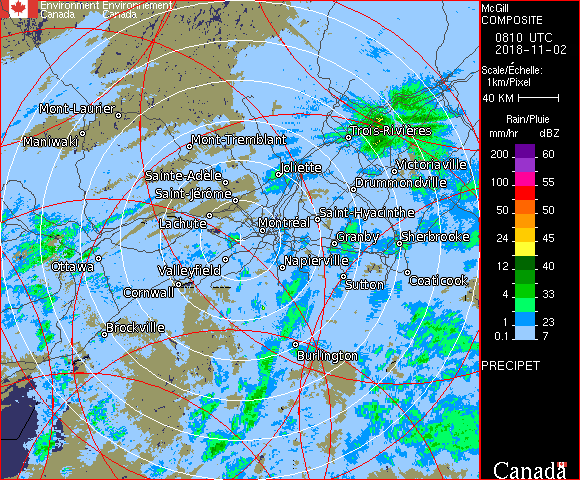 Environment Environnement
Canada Canada
McGill
COMPOSITE
0810 UTC
2018-11-02
Scale/Échelle:
1km/Pixel
40 KM
Rain/Pluie
mm/hr dBZ
200 60
100 55
50 50
24 45
12 40
8 33
4 28
1 23
0.1 7
PRECIPET
Canada
Mont-Laurier
Maniwaki
Mont-Tremblant
Trois-Rivières
Sainte-Adèle
Joliette
Victoriaville
Saint-Jérôme
Drummondville
Lachute
Montréal
Saint-Hyacinthe
Granby
Sherbrooke
Ottawa
Valleyfield
Napierville
Cornwall
Sutton
Coaticook
Brockville
Burlington